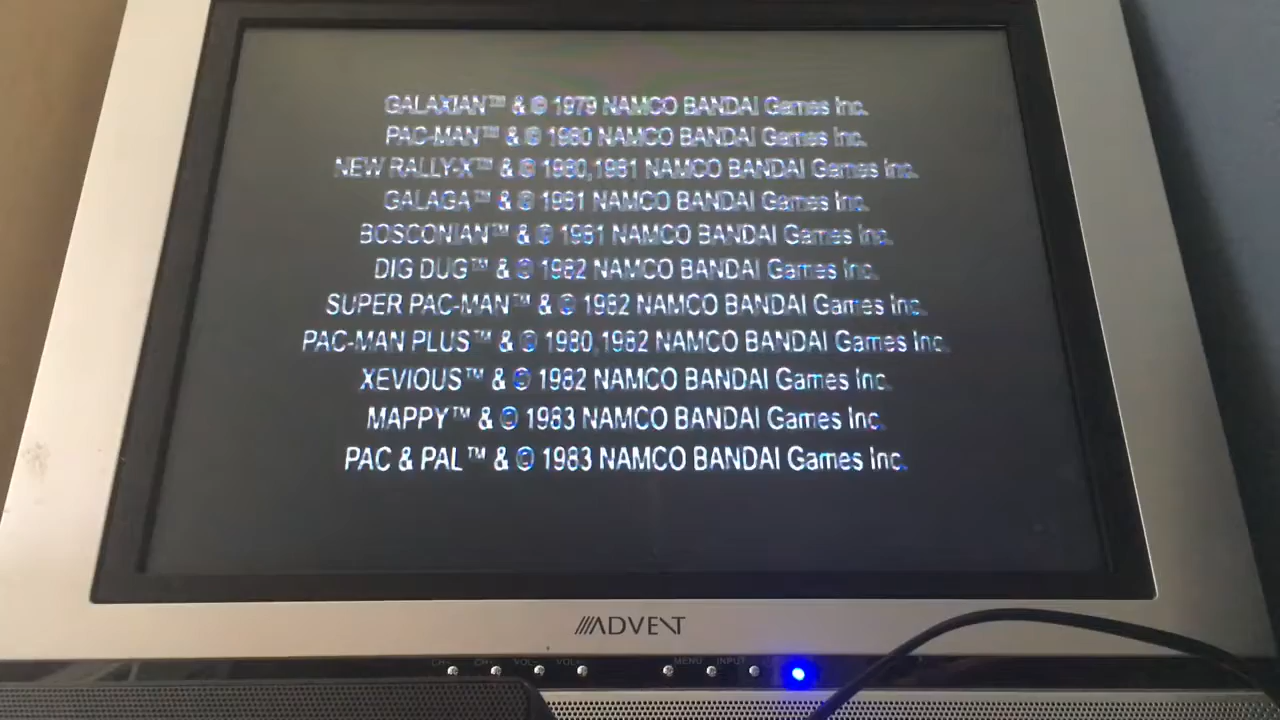 GALAXIAN™ & © 1979 NAMCO BANDAI Games Inc.
PAC-MAN™ & © 1980 NAMCO BANDAI Games Inc.
NEW RALLY-X™ & © 1980,1981 NAMCO BANDAI Games Inc.
GALAGA™ & © 1981 NAMCO BANDAI Games Inc.
BOSCONIAN™ & © 1981 NAMCO BANDAI Games Inc.
DIG DUG™ & © 1982 NAMCO BANDAI Games Inc.
SUPER PAC-MAN™ & © 1982 NAMCO BANDAI Games Inc.
PAC-MAN PLUS™ & © 1980,1982 NAMCO BANDAI Games Inc.
XEVIOUS™ & © 1982 NAMCO BANDAI Games Inc.
MAPPY™ & © 1983 NAMCO BANDAI Games Inc.
PAC & PAL™ & © 1983 NAMCO BANDAI Games Inc.
ADVENT
CH- CH+ VOL- VOL+ MENU INPUT